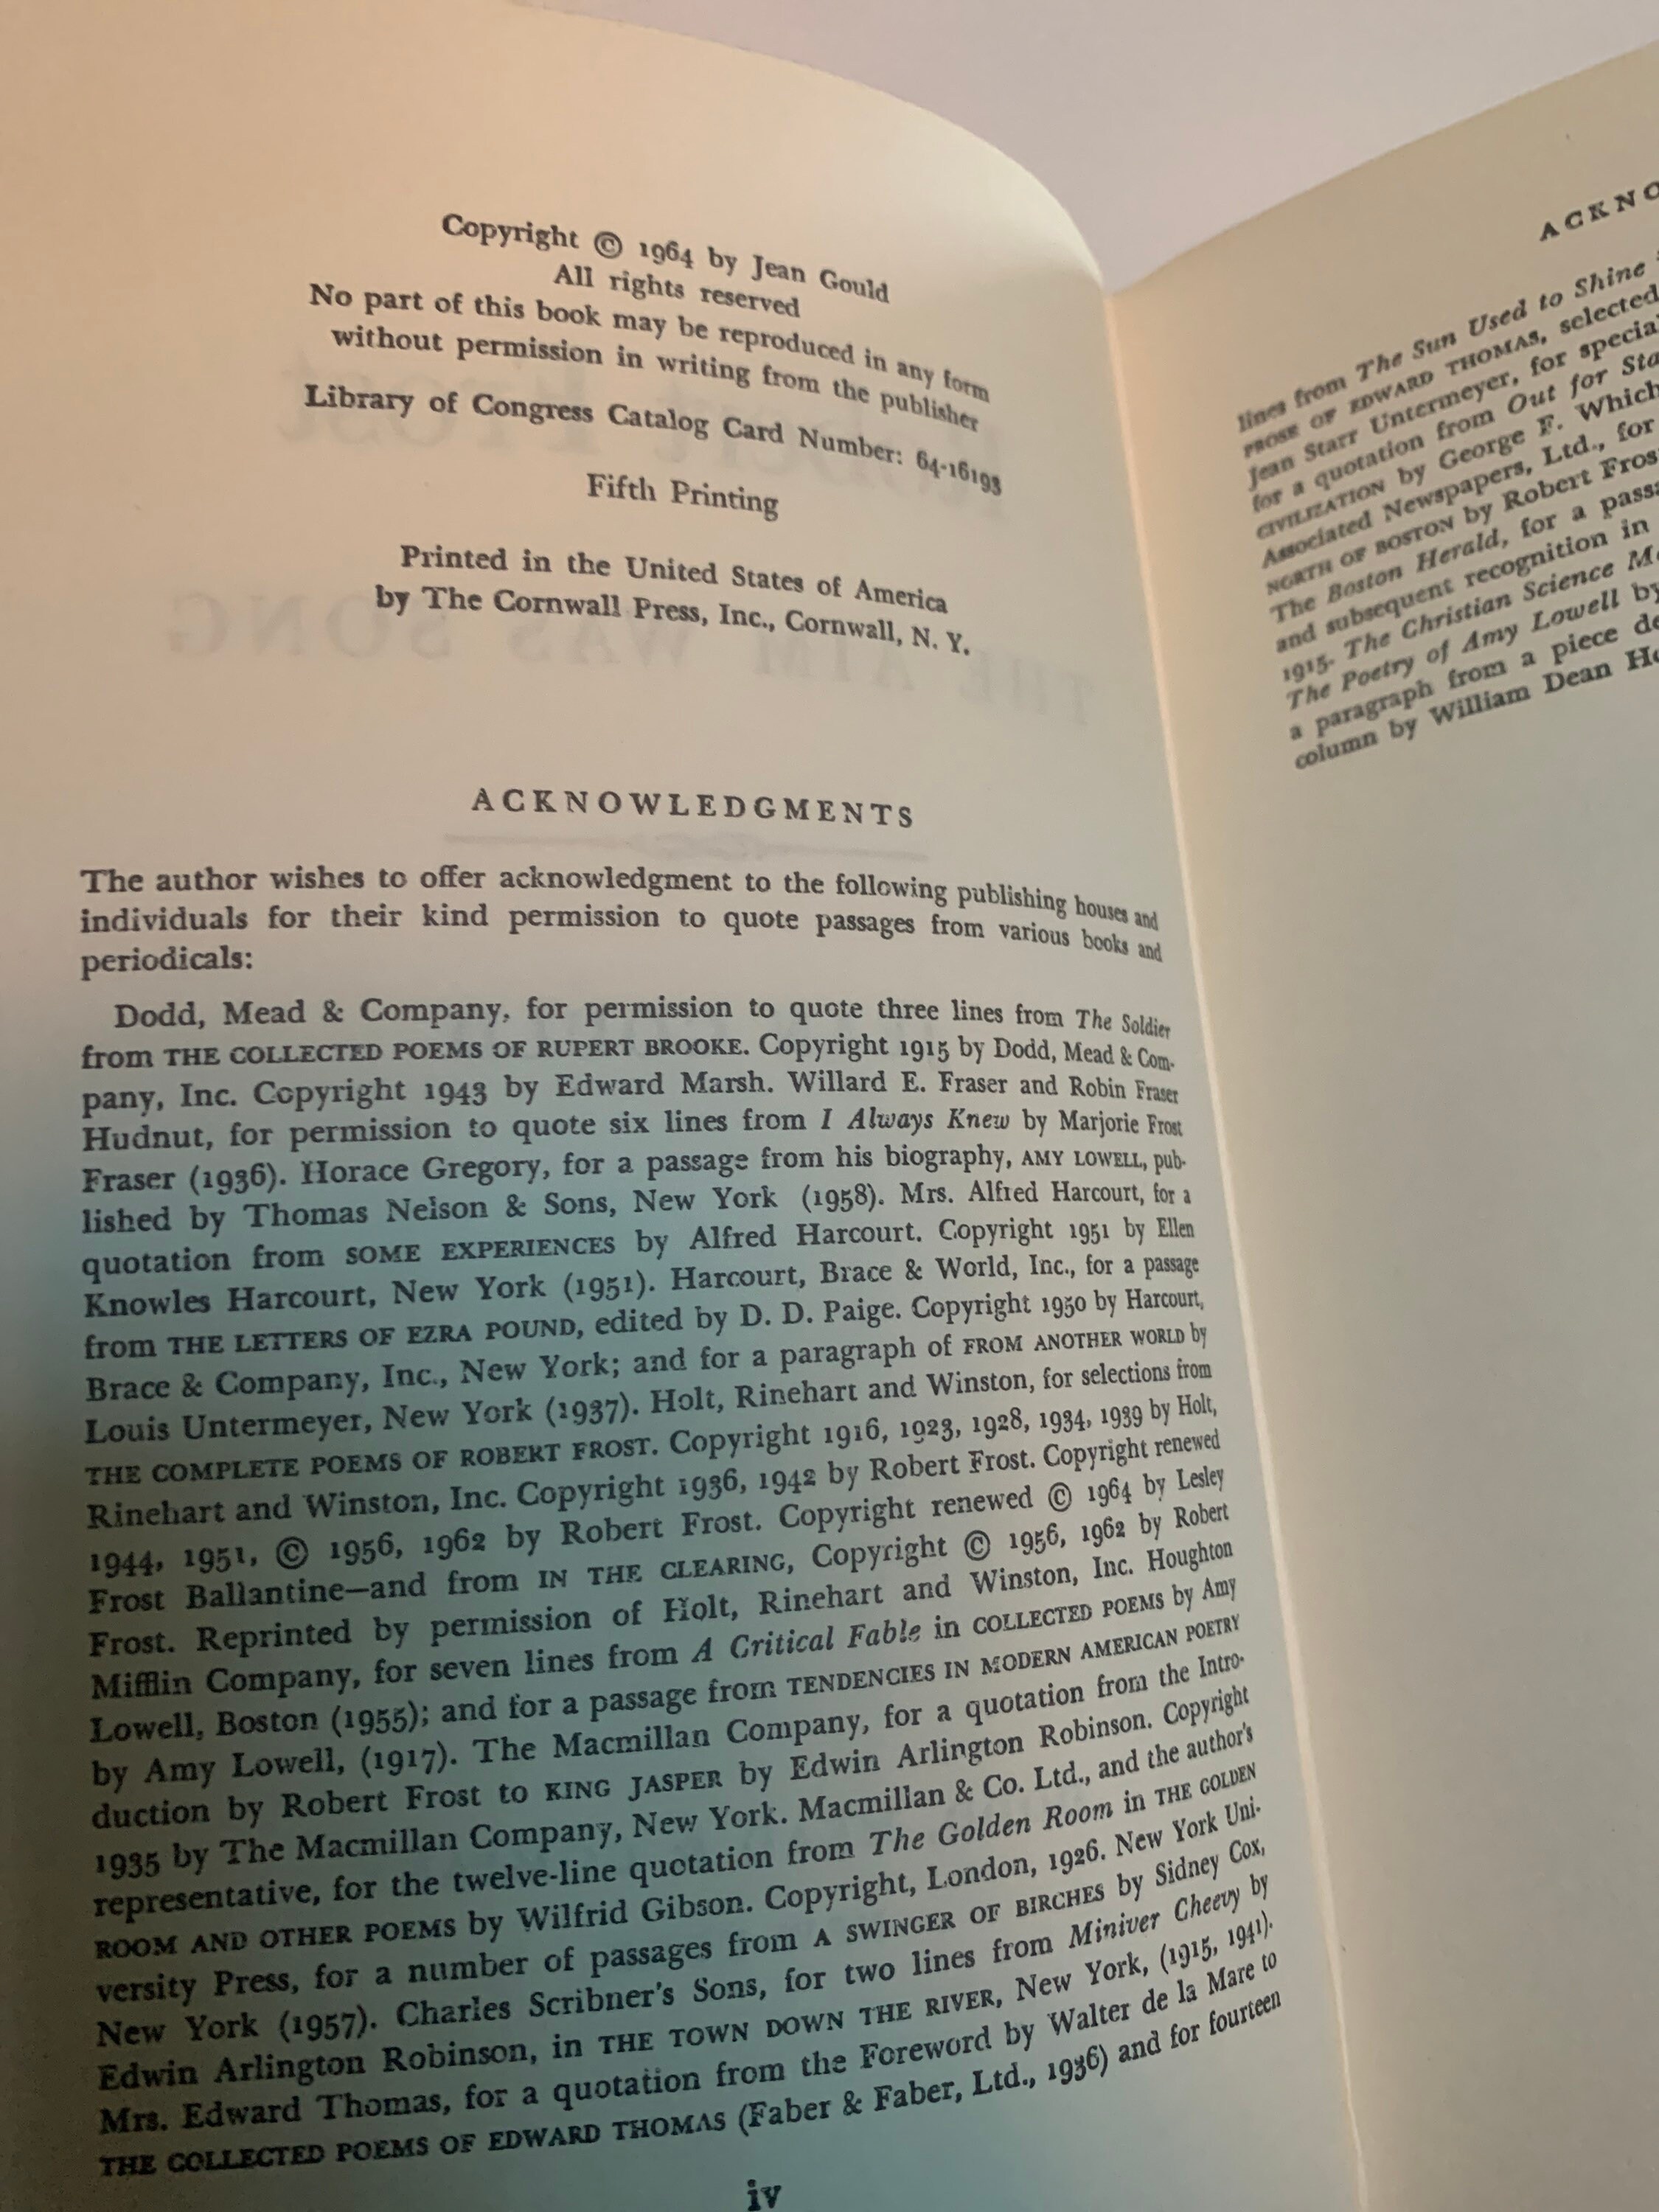 Copyright © 1964 by Jean Gould
All rights reserved
No part of this book may be reproduced in any form
without permission in writing from the publisher
Library of Congress Catalog Card Number: 64-16193
Fifth Printing
Printed in the United States of America
by The Cornwall Press, Inc., Cornwall, N. Y.
ACKNOWLEDGMENTS
The author wishes to offer acknowledgment to the following publishing houses and
individuals for their kind permission to quote passages from various books and
periodicals:
Dodd, Mead & Company, for permission to quote three lines from The Soldier
from THE COLLECTED POEMS OF RUPERT BROOKE. Copyright 1915 by Dodd, Mead & Com-
pany, Inc. Copyright 1943 by Edward Marsh. Willard E. Fraser and Robin Fraser
Hudnut, for permission to quote six lines from I Always Knew by Marjorie Frost
Fraser (1936). Horace Gregory, for a passage from his biography, AMY LOWELL, pub-
lished by Thomas Nelson & Sons, New York (1958). Mrs. Alfred Harcourt, for a
quotation from SOME EXPERIENCES by Alfred Harcourt. Copyright 1951 by Ellen
Knowles Harcourt, New York (1951). Harcourt, Brace & World, Inc., for a passage
from THE LETTERS OF EZRA POUND, edited by D. D. Paige. Copyright 1950 by Harcourt,
Brace & Company, Inc., New York; and for a paragraph of FROM ANOTHER WORLD by
Louis Untermeyer, New York (1937). Holt, Rinehart and Winston, for selections from
THE COMPLETE POEMS OF ROBERT FROST. Copyright 1916, 1923, 1928, 1934, 1939 by Holt,
Rinehart and Winston, Inc. Copyright 1936, 1942 by Robert Frost. Copyright renewed
1944, 1951, © 1956, 1962 by Robert Frost. Copyright renewed © 1964 by Lesley
Frost Ballantine—and from IN THE CLEARING, Copyright © 1956, 1962 by Robert
Frost. Reprinted by permission of Holt, Rinehart and Winston, Inc. Houghton
Mifflin Company, for seven lines from A Critical Fable in COLLECTED POEMS by Amy
Lowell, Boston (1955); and for a passage from TENDENCIES IN MODERN AMERICAN POETRY
by Amy Lowell, (1917). The Macmillan Company, for a quotation from the Intro-
duction by Robert Frost to KING JASPER by Edwin Arlington Robinson. Copyright
1935 by The Macmillan Company, New York. Macmillan & Co. Ltd., and the author's
representative, for the twelve-line quotation from The Golden Room in THE GOLDEN
ROOM AND OTHER POEMS by Wilfrid Gibson. Copyright, London, 1926. New York Uni-
versity Press, for a number of passages from A SWINGER OF BIRCHES by Sidney Cox,
New York (1957). Charles Scribner's Sons, for two lines from Miniver Cheevy by
Edwin Arlington Robinson, in THE TOWN DOWN THE RIVER, New York, (1915, 1941).
Mrs. Edward Thomas, for a quotation from the Foreword by Walter de la Mare to
THE COLLECTED POEMS OF EDWARD THOMAS (Faber & Faber, Ltd., 1936) and for fourteen
iv
ACKNO
lines from The Sun Used to Shine
PROSE OF EDWARD THOMAS, selected
Jean Starr Untermeyer, for special
for a quotation from Out for Sta
CIVILIZATION by George F. Which
Associated Newspapers, Ltd., for
NORTH OF BOSTON by Robert Fros
The Boston Herald, for a pass
and subsequent recognition in
1915. The Christian Science M
The Poetry of Amy Lowell by
a paragraph from a piece de
column by William Dean Ho